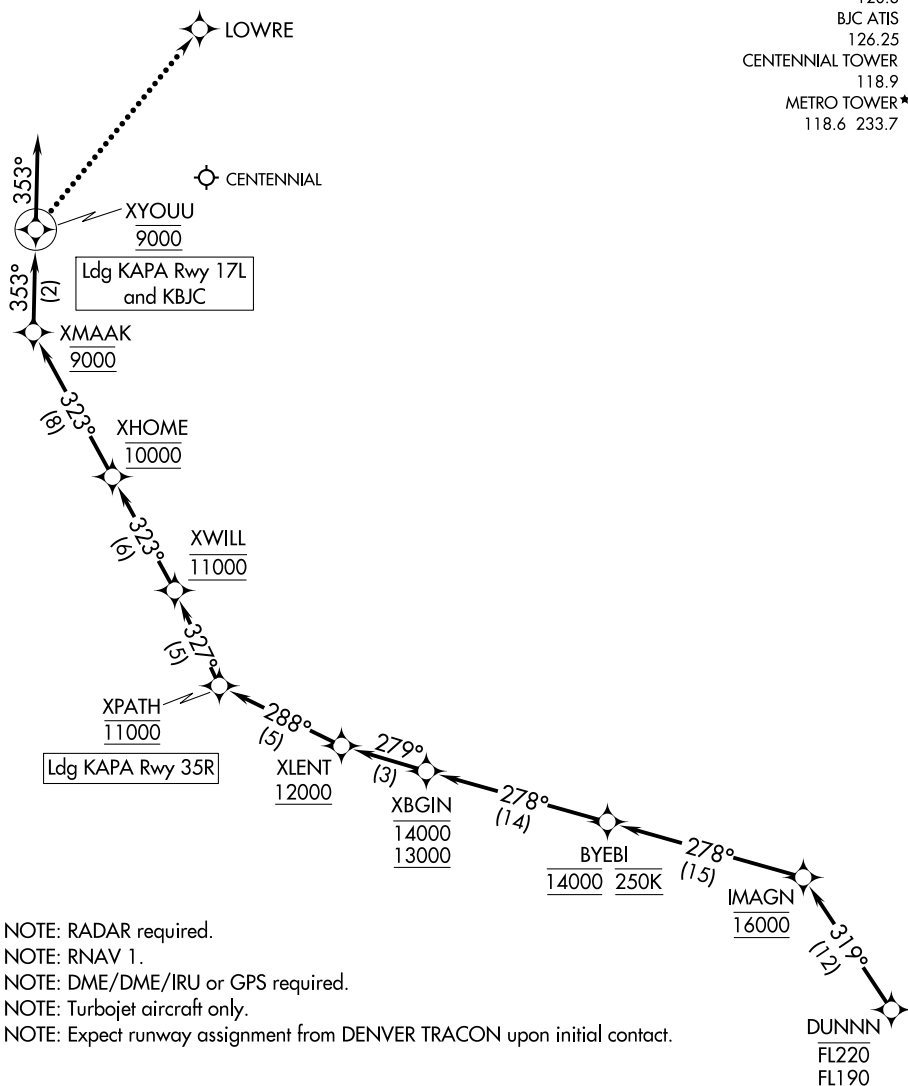 BJC ATIS
126.25
CENTENNIAL TOWER
118.9
METRO TOWER★
118.6 233.7
LOWRE
CENTENNIAL
353°
XYOUU
9000
Ldg KAPA Rwy 17L
and KBJC
353°
(2)
XMAAK
9000
323°
(8)
XHOME
10000
323°
(6)
XWILL
11000
327°
(5)
XPATH
11000
Ldg KAPA Rwy 35R
288°
(5)
XLENT
12000
279°
(3)
XBGIN
14000
13000
278°
(14)
BYEBI
14000 250K
278°
(15)
IMAGN
16000
319°
(12)
DUNNN
FL220
FL190
NOTE: RADAR required.
NOTE: RNAV 1.
NOTE: DME/DME/IRU or GPS required.
NOTE: Turbojet aircraft only.
NOTE: Expect runway assignment from DENVER TRACON upon initial contact.